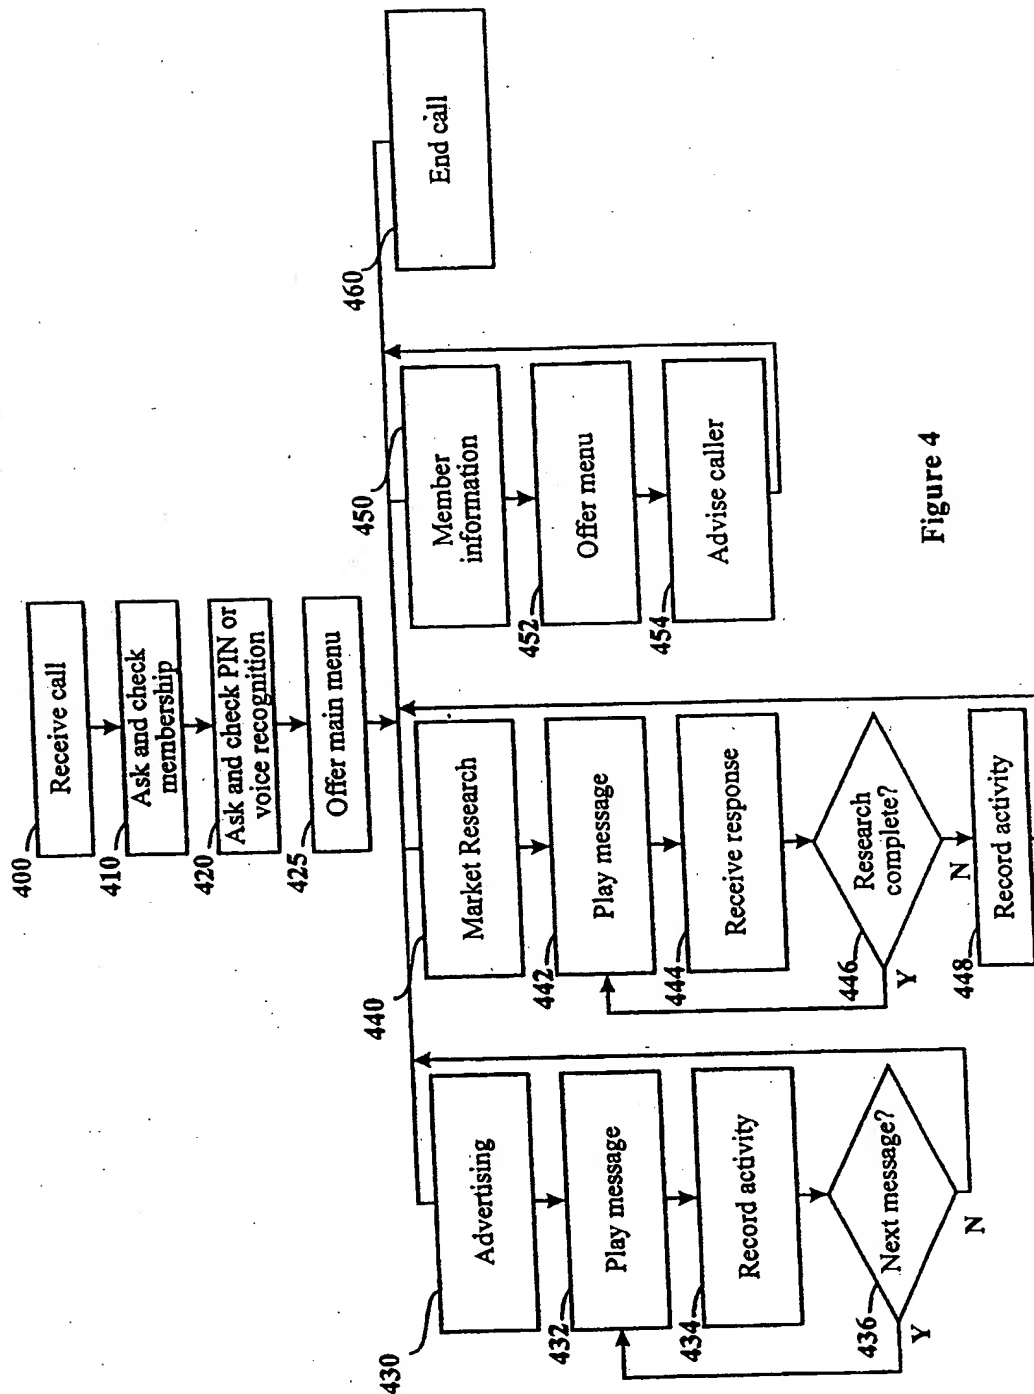 400
Receive call
410
Ask and check
membership
420
Ask and check PIN or
voice recognition
425
Offer main menu
430
Advertising
432
Play message
434
Record activity
436
Next message?
Y
N
440
Market Research
442
Play message
444
Receive response
446
Research
complete?
Y
N
448
Record activity
450
Member
information
452
Offer menu
454
Advise caller
460
End call
Figure 4